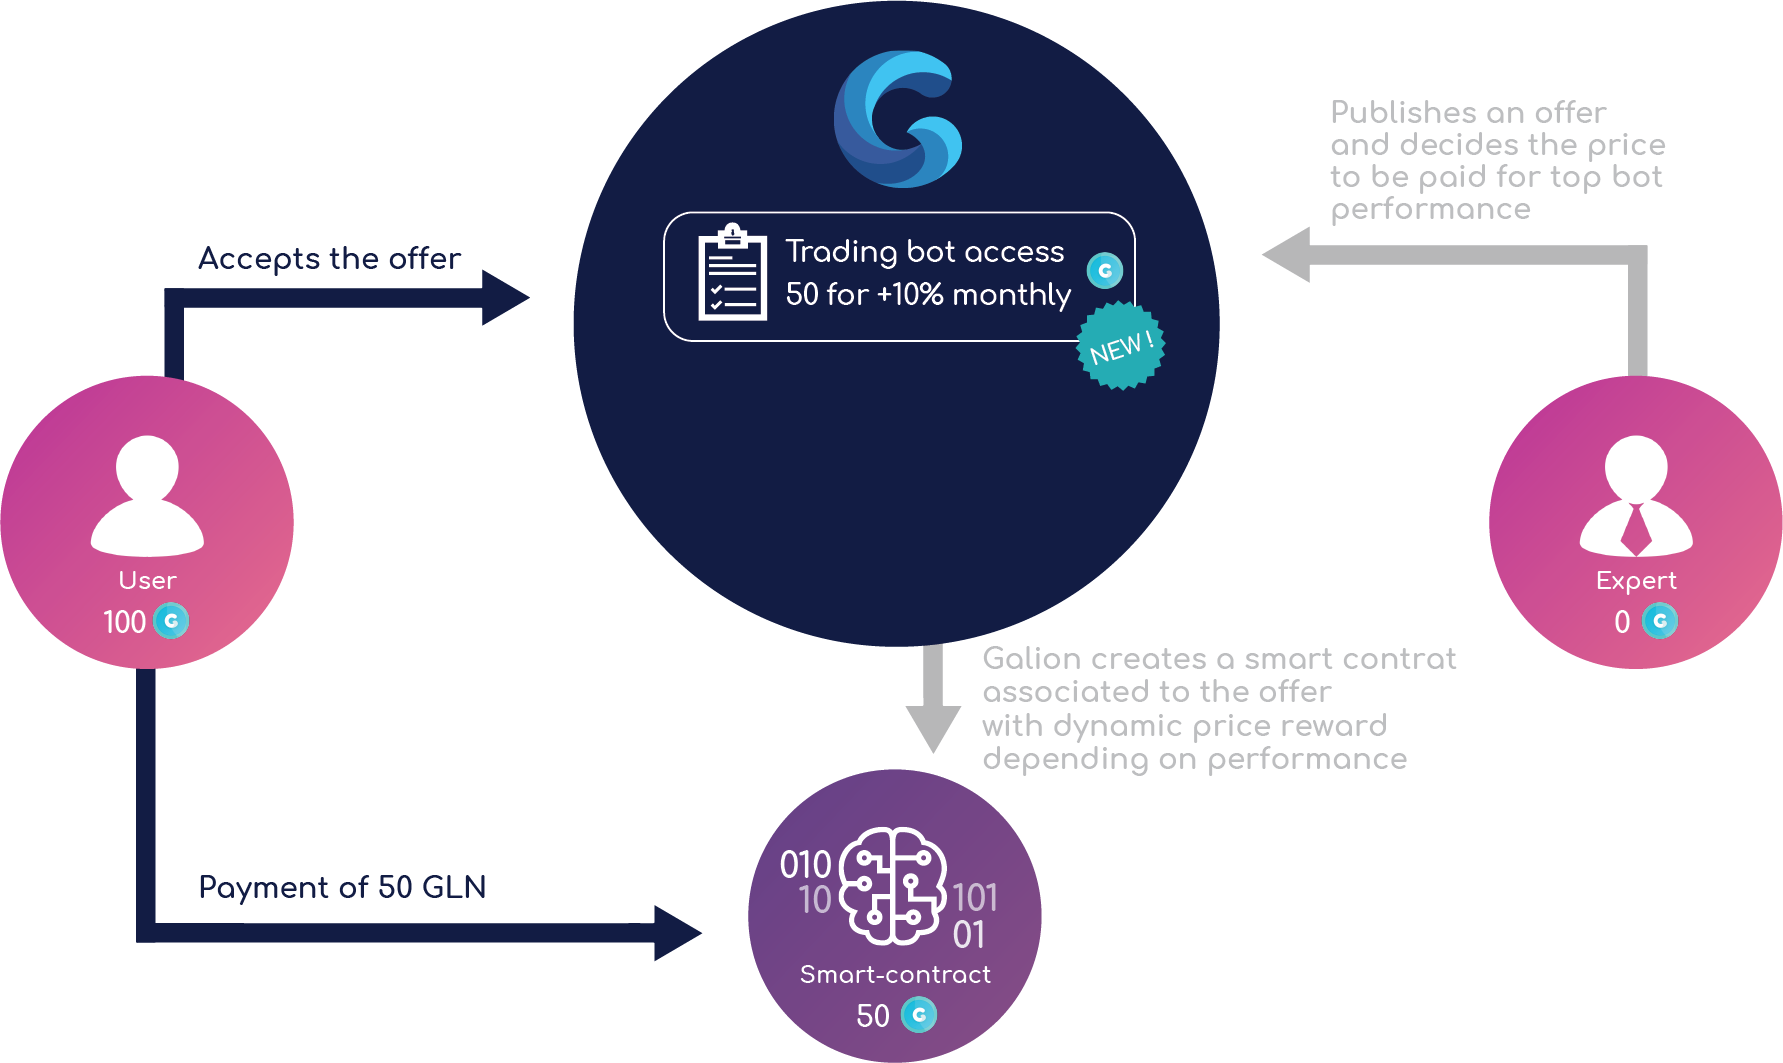 Publishes an offer
and decides the price
to be paid for top bot
performance
Accepts the offer
Trading bot access
50 for +10% monthly
G
NEW !
User
100 G
Expert
0 G
Galion creates a smart contrat
associated to the offer
with dynamic price reward
depending on performance
Payment of 50 GLN
010
10
101
01
Smart-contract
50 G